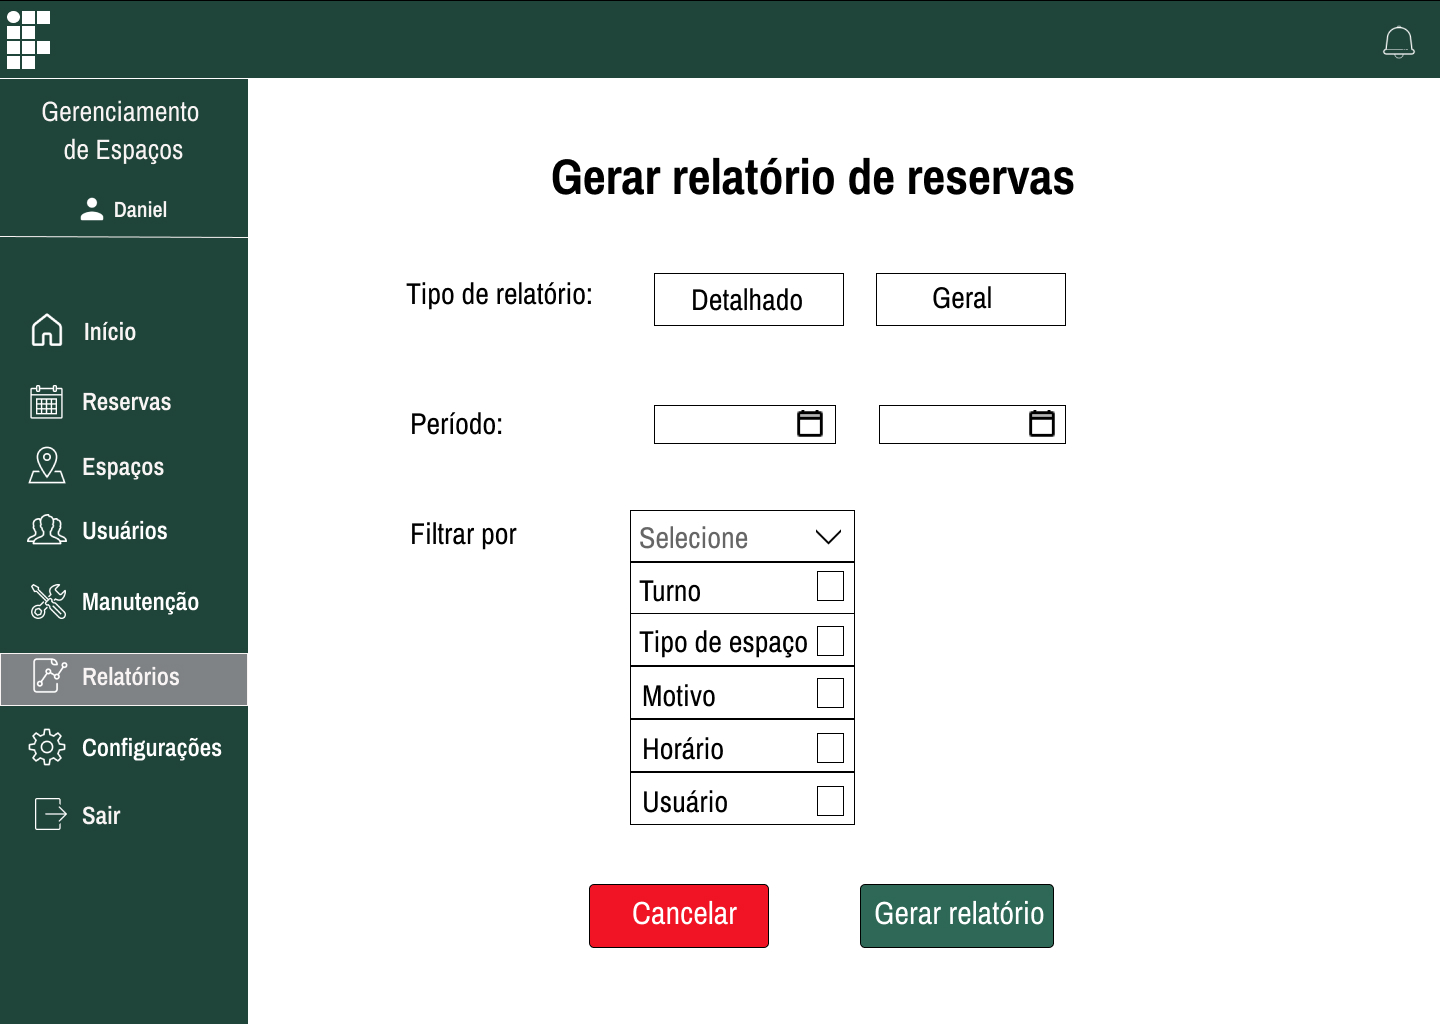 Gerenciamento
de Espaços
Daniel
Início
Reservas
Espaços
Usuários
Manutenção
Relatórios
Configurações
Sair
Gerar relatório de reservas
Tipo de relatório:
Detalhado
Geral
Período:
Filtrar por
Selecione
Turno
Tipo de espaço
Motivo
Horário
Usuário
Cancelar
Gerar relatório